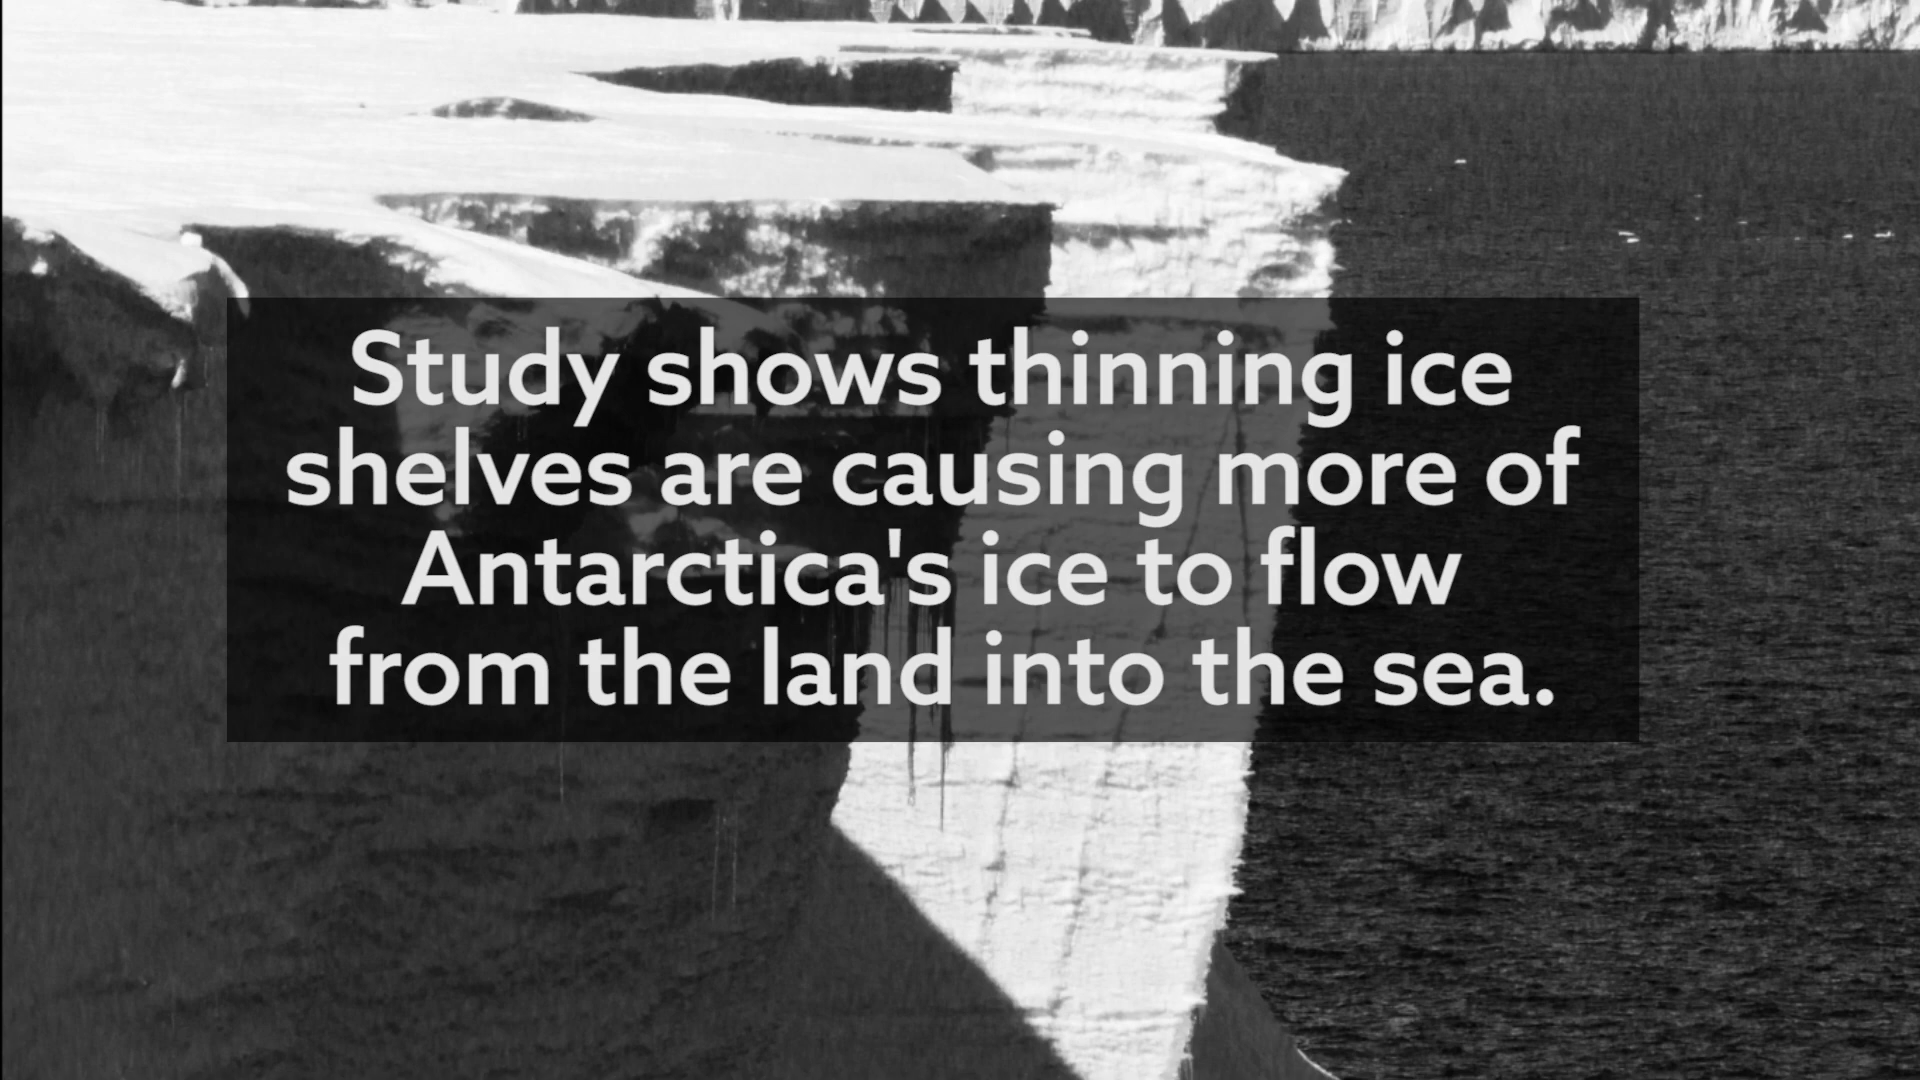 Study shows thinning ice
shelves are causing more of
Antarctica's ice to flow
from the land into the sea.